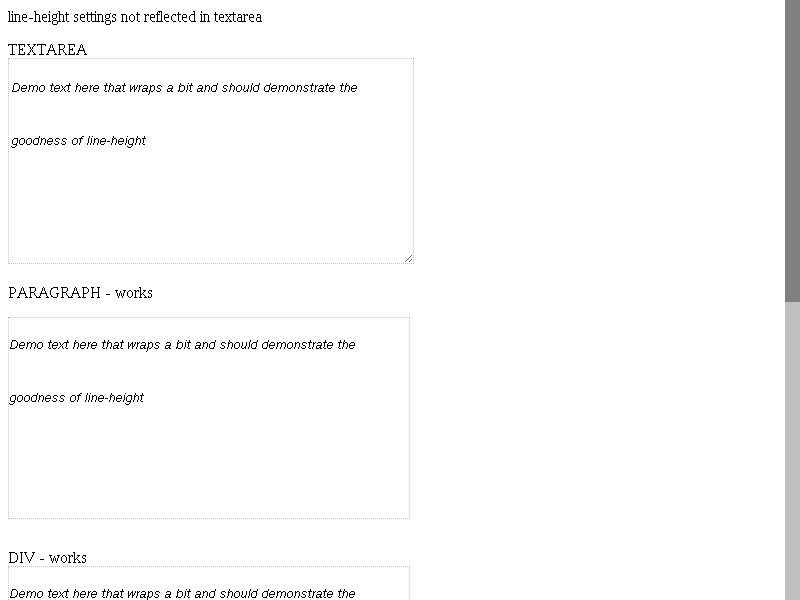 line-height settings not reflected in textarea
TEXTAREA
Demo text here that wraps a bit and should demonstrate the
goodness of line-height
PARAGRAPH - works
Demo text here that wraps a bit and should demonstrate the
goodness of line-height
DIV - works
Demo text here that wraps a bit and should demonstrate the